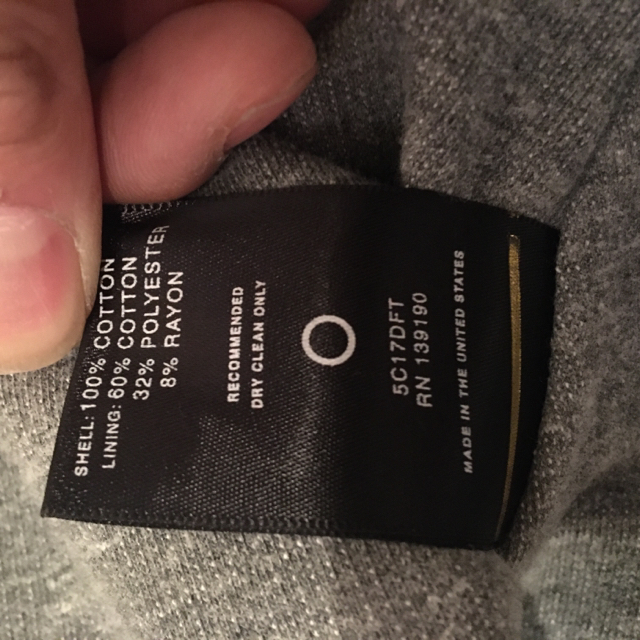 SHELL: 100% COTTON
LINING: 60% COTTON
32% POLYESTER
8% RAYON
RECOMMENDED
DRY CLEAN ONLY
5C17DFT
RN 139190
MADE IN THE UNITED STATES